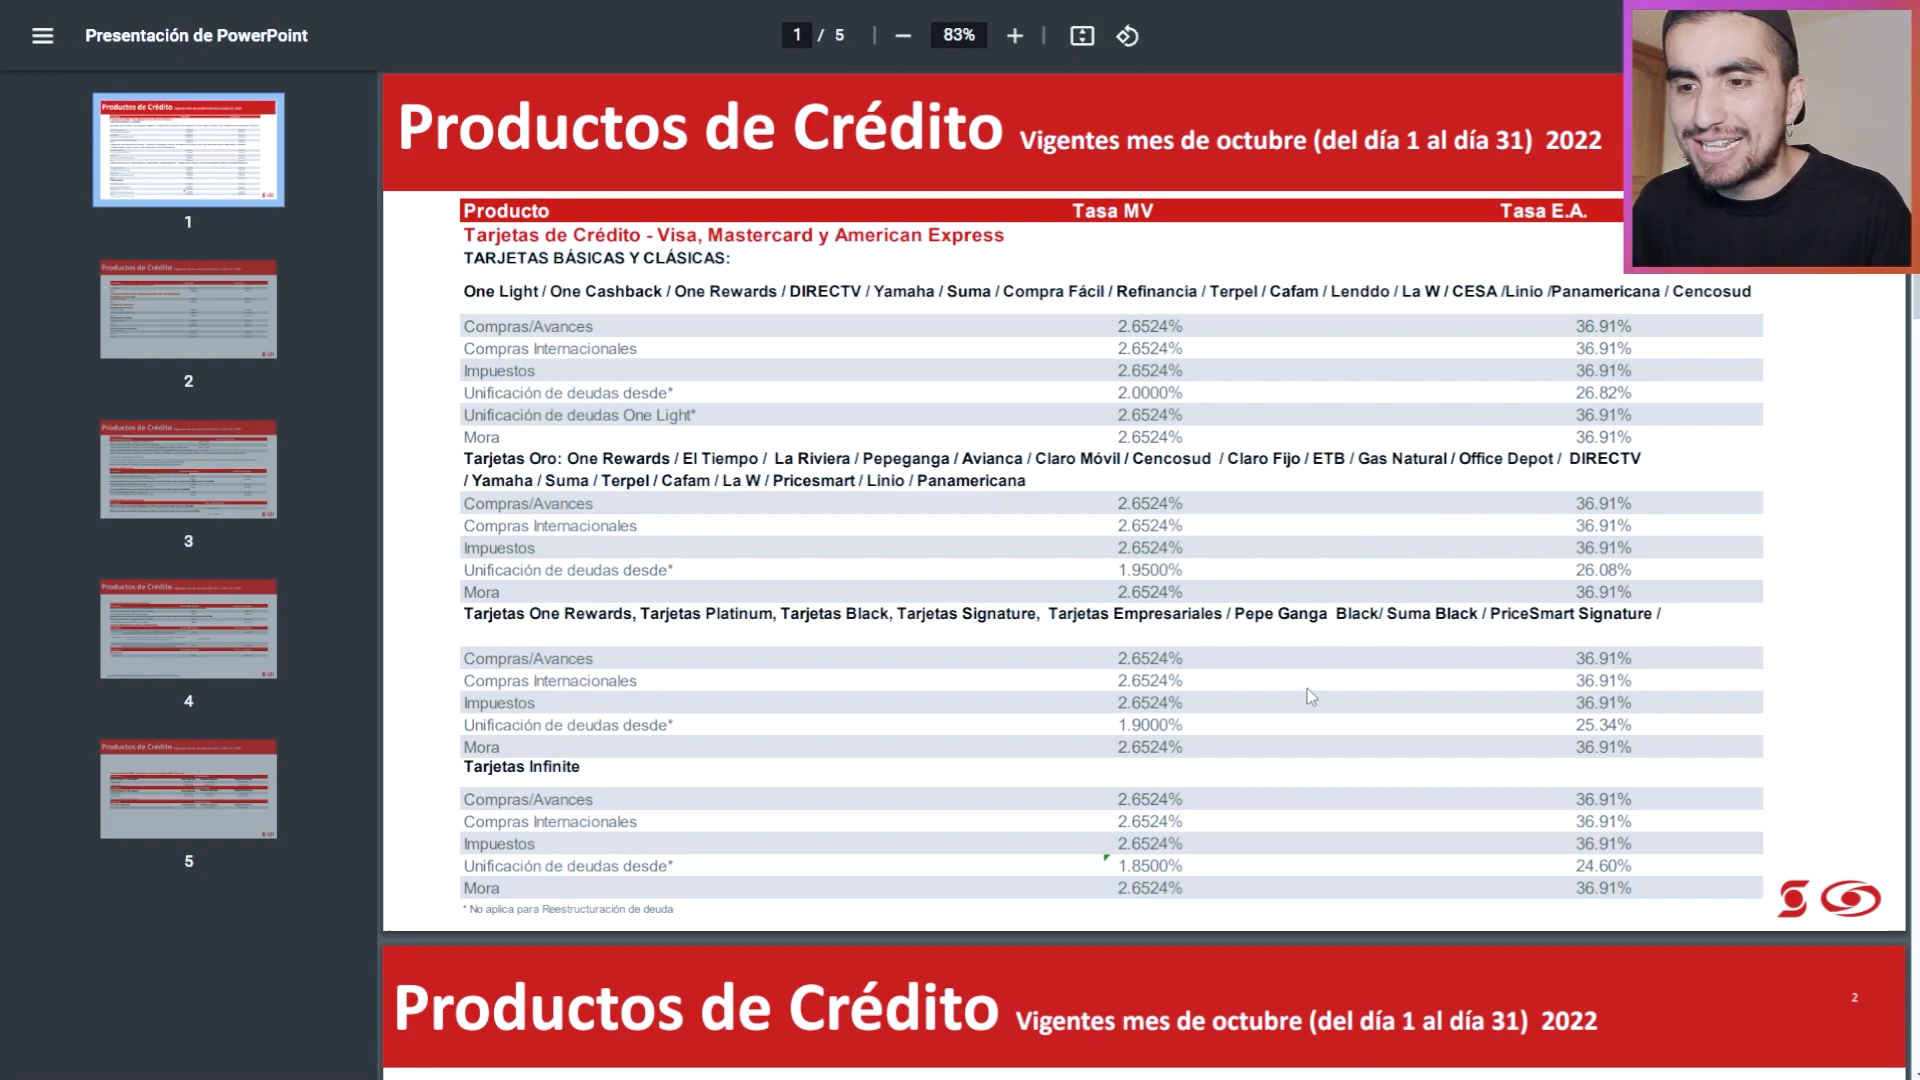 Presentación de PowerPoint
1 / 5
83%
1
2
3
4
5
Productos de Crédito Vigentes mes de octubre (del día 1 al día 31) 2022
Producto Tasa MV Tasa E.A.
Tarjetas de Crédito - Visa, Mastercard y American Express
TARJETAS BÁSICAS Y CLÁSICAS:
One Light / One Cashback / One Rewards / DIRECTV / Yamaha / Suma / Compra Fácil / Refinancia / Terpel / Cafam / Lenddo / La W / CESA /Linio /Panamericana / Cencosud
Compras/Avances 2.6524% 36.91%
Compras Internacionales 2.6524% 36.91%
Impuestos 2.6524% 36.91%
Unificación de deudas desde* 2.0000% 26.82%
Unificación de deudas One Light* 2.6524% 36.91%
Mora 2.6524% 36.91%
Tarjetas Oro: One Rewards / El Tiempo / La Riviera / Pepeganga / Avianca / Claro Móvil / Cencosud / Claro Fijo / ETB / Gas Natural / Office Depot / DIRECTV
/ Yamaha / Suma / Terpel / Cafam / La W / Pricesmart / Linio / Panamericana
Compras/Avances 2.6524% 36.91%
Compras Internacionales 2.6524% 36.91%
Impuestos 2.6524% 36.91%
Unificación de deudas desde* 1.9500% 26.08%
Mora 2.6524% 36.91%
Tarjetas One Rewards, Tarjetas Platinum, Tarjetas Black, Tarjetas Signature, Tarjetas Empresariales / Pepe Ganga Black/ Suma Black / PriceSmart Signature /
Compras/Avances 2.6524% 36.91%
Compras Internacionales 2.6524% 36.91%
Impuestos 2.6524% 36.91%
Unificación de deudas desde* 1.9000% 25.34%
Mora 2.6524% 36.91%
Tarjetas Infinite
Compras/Avances 2.6524% 36.91%
Compras Internacionales 2.6524% 36.91%
Impuestos 2.6524% 36.91%
Unificación de deudas desde* 1.8500% 24.60%
Mora 2.6524% 36.91%
* No aplica para Reestructuración de deuda
2
Productos de Crédito Vigentes mes de octubre (del día 1 al día 31) 2022